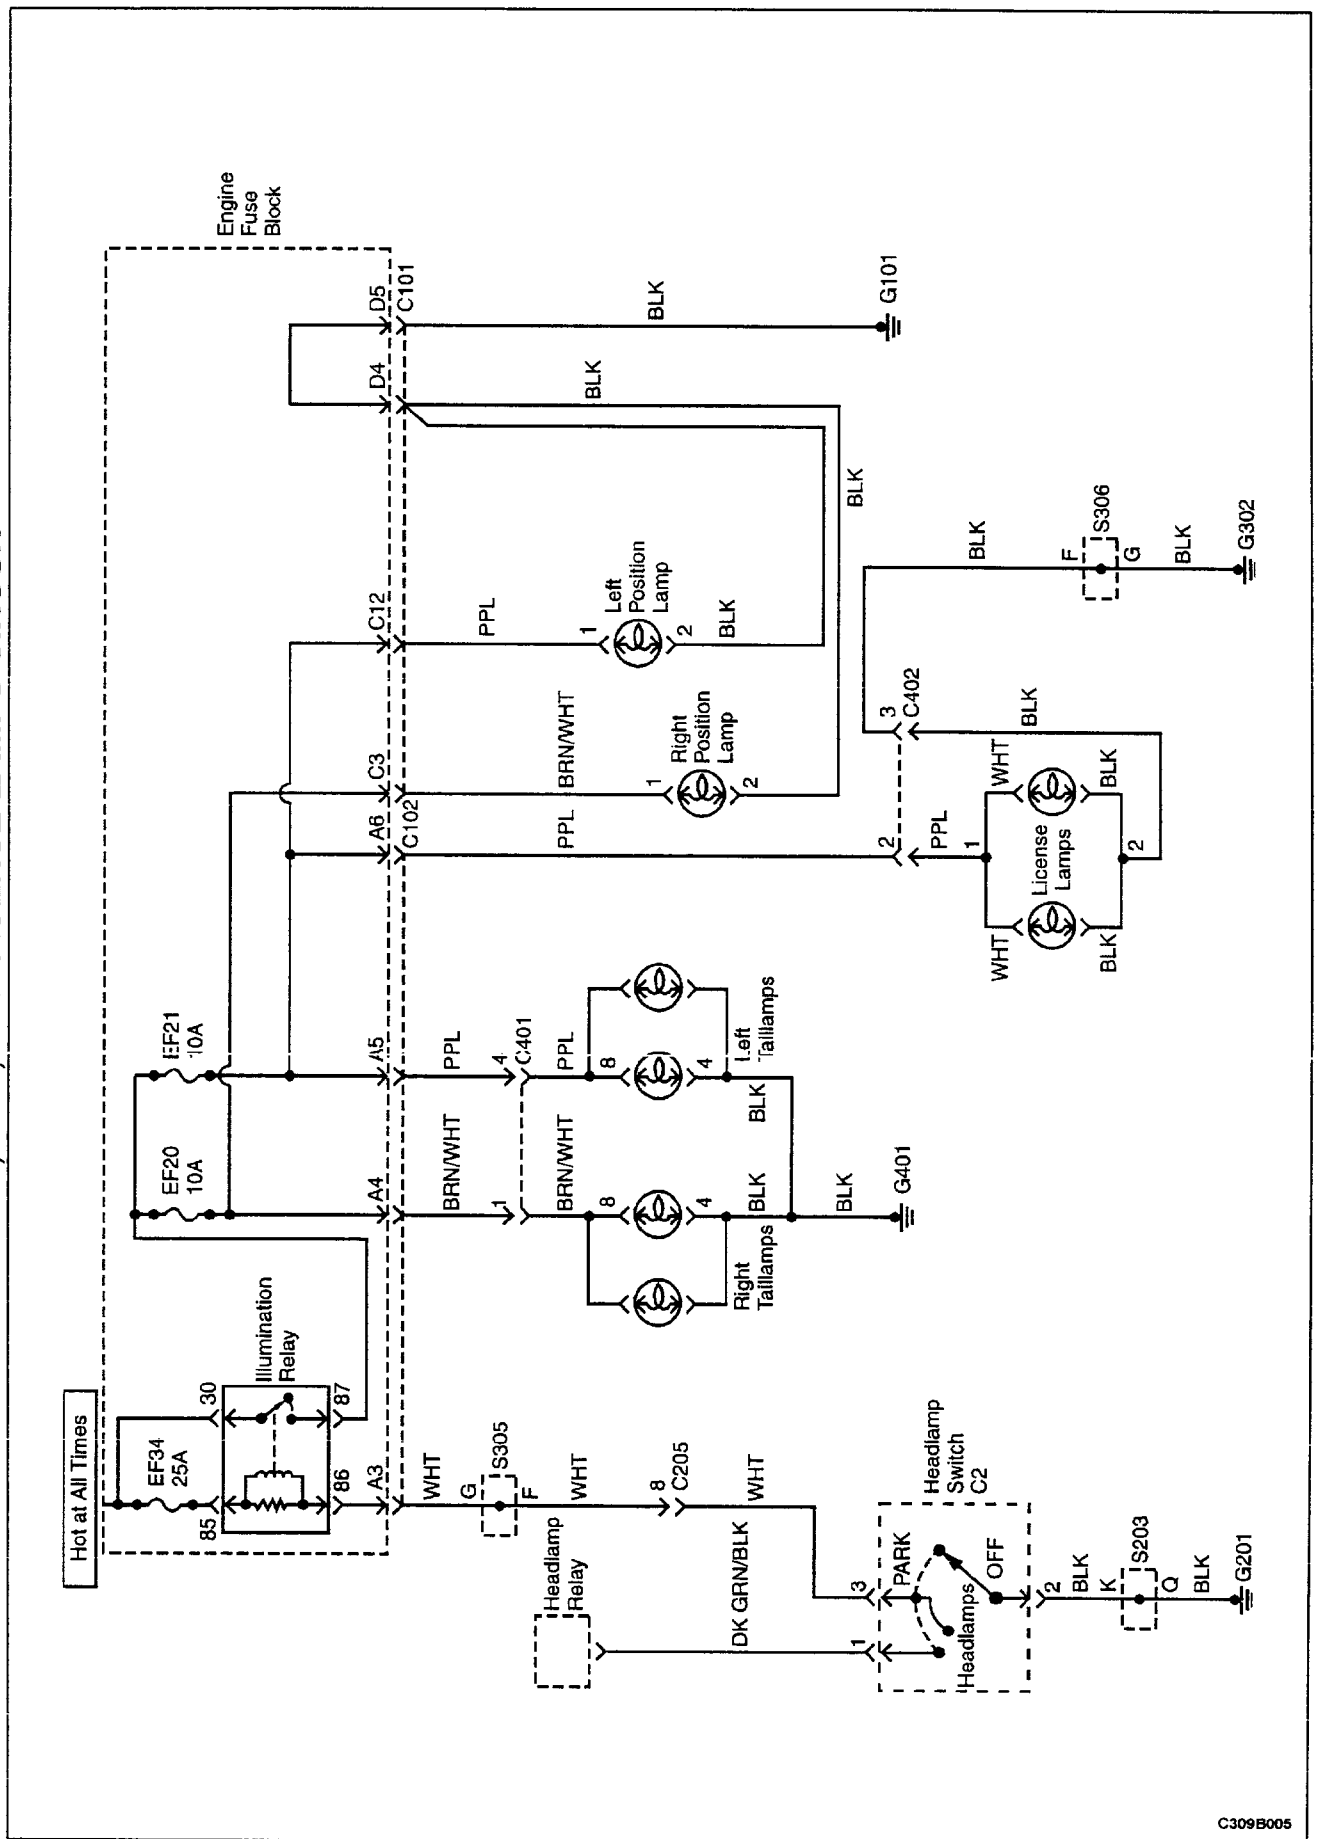 Hot at All Times
EF34
25A
85
30
86
87
Illumination
Relay
EF20
10A
EF21
10A
Engine
Fuse
Block
A3
A4
A5
A6
C102
C3
C12
D4
D5
C101
WHT
G
S305
F
WHT
8
C205
WHT
Headlamp
Relay
DK GRN/BLK
1
3
Headlamp
Switch
C2
PARK
OFF
Headlamps
2
BLK
K
S203
Q
BLK
G201
BRN/WHT
PPL
1
4
C401
BRN/WHT
PPL
8
8
4
4
Right
Taillamps
Left
Taillamps
BLK
BLK
BLK
G401
PPL
BRN/WHT
PPL
1
Right
Position
Lamp
2
1
Left
Position
Lamp
2
BLK
BLK
BLK
BLK
G101
2
3
C402
PPL
1
WHT
WHT
License
Lamps
BLK
BLK
2
BLK
BLK
F
S306
G
BLK
G302
C309B005